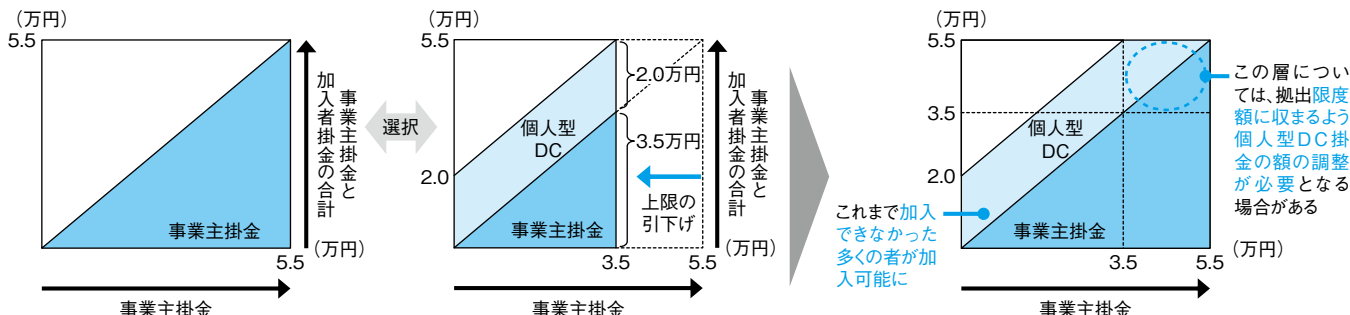 (万円)
5.5
事業主掛金
5.5
(万円)
事業主掛金と
加入者掛金の合計
事業主掛金
選択
(万円)
5.5
2.0万円
個人型
DC
3.5万円
2.0
上限の
引下げ
事業主掛金
3.5
5.5
(万円)
事業主掛金と
加入者掛金の合計
事業主掛金
(万円)
5.5
3.5
個人型
DC
2.0
事業主掛金
3.5
5.5
(万円)
事業主掛金
これまで加入
できなかった
多くの者が加
入可能に
この層につい
ては、拠出限度
額に収まるよう
個人型DC掛
金の額の調整
が必要となる
場合がある